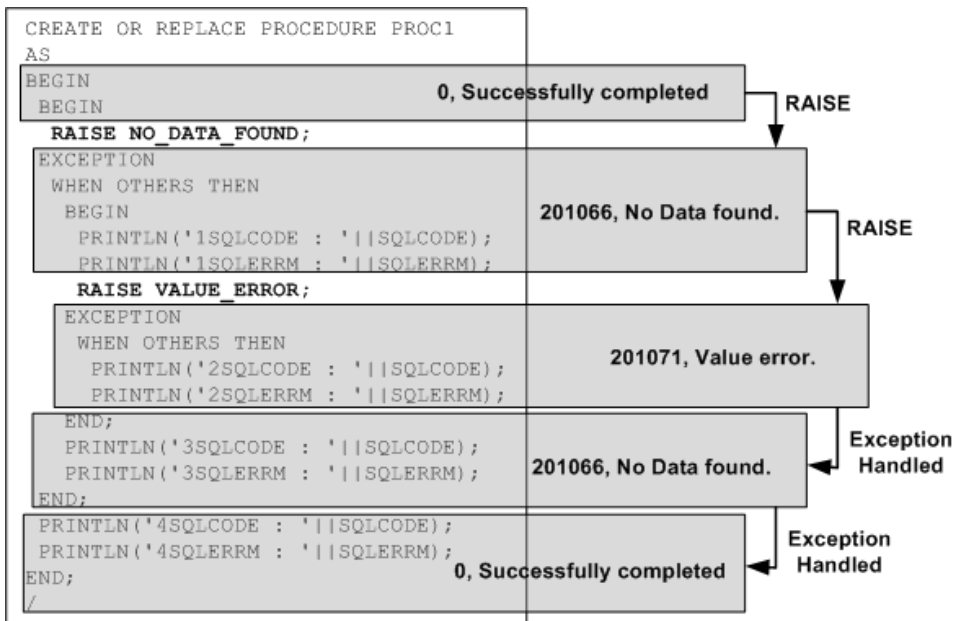 CREATE OR REPLACE PROCEDURE PROC1
AS
BEGIN
BEGIN
0, Successfully completed
RAISE
RAISE NO_DATA_FOUND;
EXCEPTION
WHEN OTHERS THEN
BEGIN
PRINTLN('1SQLCODE : '||SQLCODE);
PRINTLN('1SQLERRM : '||SQLERRM);
201066, No Data found.
RAISE
RAISE VALUE_ERROR;
EXCEPTION
WHEN OTHERS THEN
PRINTLN('2SQLCODE : '||SQLCODE);
PRINTLN('2SQLERRM : '||SQLERRM);
201071, Value error.
END;
PRINTLN('3SQLCODE : '||SQLCODE);
PRINTLN('3SQLERRM : '||SQLERRM);
END;
201066, No Data found.
Exception
Handled
PRINTLN('4SQLCODE : '||SQLCODE);
PRINTLN('4SQLERRM : '||SQLERRM);
END;
/
0, Successfully completed
Exception
Handled